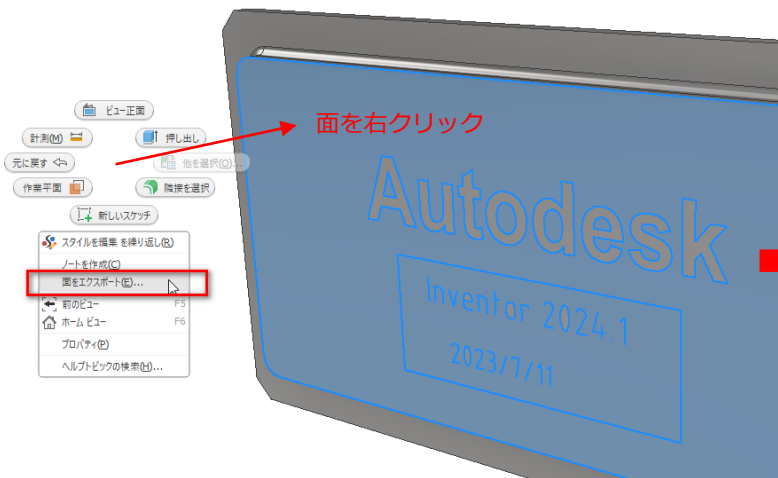 ビュー正面
計測(M)
押し出し
元に戻す
他を選択(O)...
作業平面
隣接を選択
新しいスケッチ
スタイルを編集 を繰り返し(R)
ノートを作成(C)
面をエクスポート(E)...
前のビュー F5
ホーム ビュー F6
プロパティ(P)
ヘルプトピックの検索(H)...
面を右クリック
Autodesk
Inventor 2024.1
2023/7/11